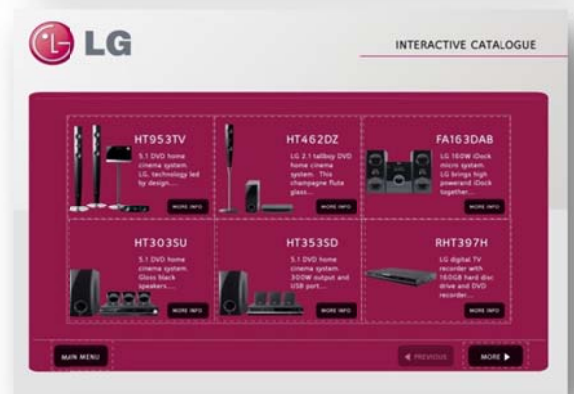 LG
INTERACTIVE CATALOGUE
HT953TV
5.1 DVD home
cinema system.
LG, technology led
by design....
MORE INFO
HT462DZ
LG 2.1 tallboy DVD
home cinema
system. This
champagne flute
glass....
MORE INFO
FA163DAB
LG 160W iDock
micro system.
LG brings high
powerand iDock
together...
MORE INFO
HT303SU
5.1 DVD home
cinema system.
Gloss black
speakers....
MORE INFO
HT353SD
5.1 DVD home
cinema system.
300W output and
USB port....
MORE INFO
RHT397H
LG digital TV
recorder with
160GB hard disc
drive and DVD
recorder...
MORE INFO
MAIN MENU
PREVIOUS
MORE